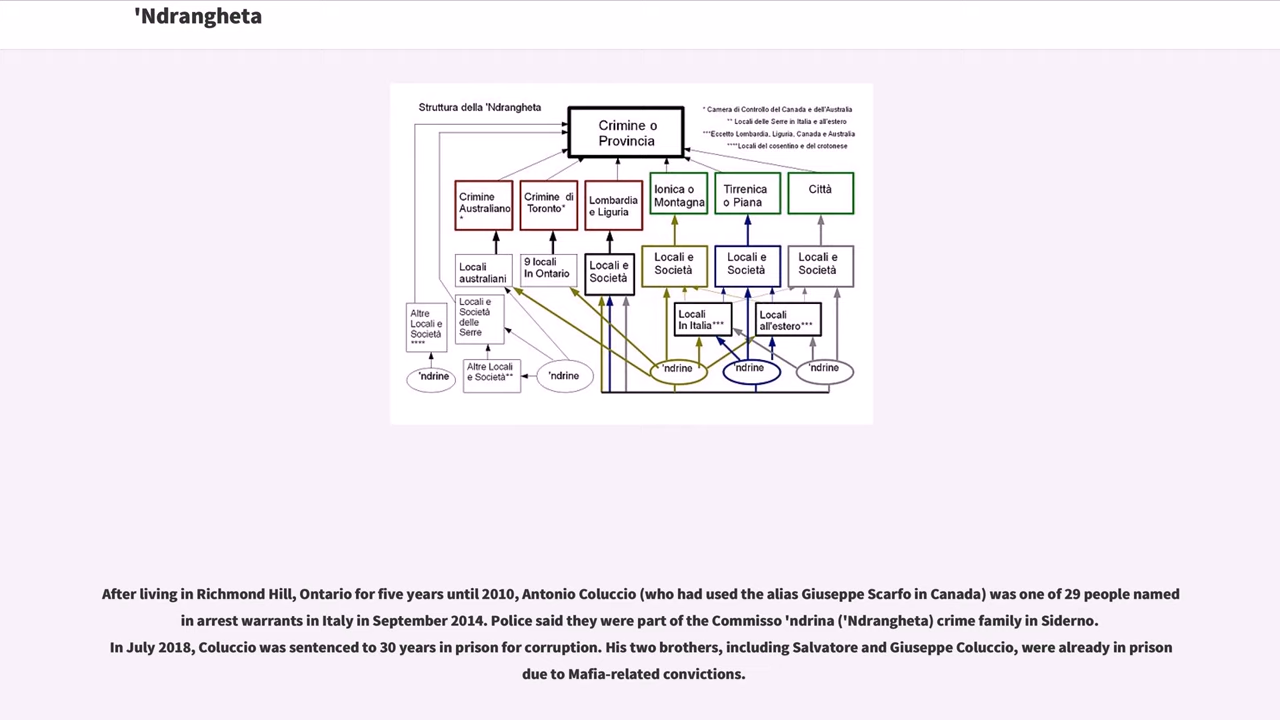 'Ndrangheta
Struttura della 'Ndrangheta
Crimine o
Provincia
* Camera di Controllo del Canada e dell'Australia
** Locali delle Serre in Italia e all'estero
***Eccetto Lombardia, Liguria, Canada e Australia
****Locali del cosentino e del crotonese
Crimine
Australiano
*
Crimine di
Toronto*
Lombardia
e Liguria
Ionica o
Montagna
Tirrenica
o Piana
Città
Locali
australiani
9 locali
In Ontario
Locali e
Società
Locali e
Società
Locali e
Società
Locali e
Società
Altre
Locali e
Società
****
Locali e
Società
delle
Serre
Locali
In Italia***
Locali
all'estero***
'ndrine
Altre Locali
e Società**
'ndrine
'ndrine
'ndrine
'ndrine
After living in Richmond Hill, Ontario for five years until 2010, Antonio Coluccio (who had used the alias Giuseppe Scarfo in Canada) was one of 29 people named
in arrest warrants in Italy in September 2014. Police said they were part of the Commisso 'ndrina ('Ndrangheta) crime family in Siderno.
In July 2018, Coluccio was sentenced to 30 years in prison for corruption. His two brothers, including Salvatore and Giuseppe Coluccio, were already in prison
due to Mafia-related convictions.